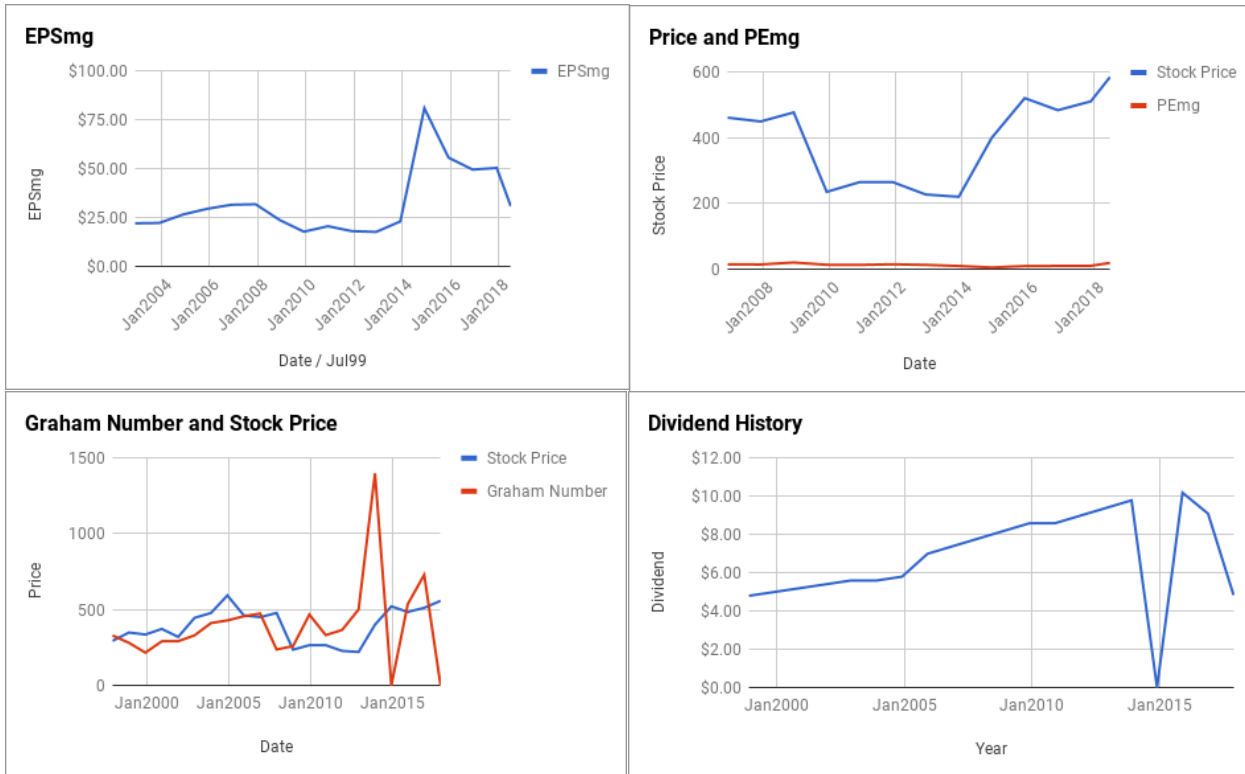 EPSmg
EPSmg
$100.00
$75.00
$50.00
$25.00
$0.00
EPSmg
Jan2004
Jan2006
Jan2008
Jan2010
Jan2012
Jan2014
Jan2016
Jan2018
Date / Jul99
Price and PEmg
Stock Price
PEmg
600
400
200
0
Stock Price
Jan2008
Jan2010
Jan2012
Jan2014
Jan2016
Jan2018
Date
Graham Number and Stock Price
Stock Price
Graham Number
1500
1000
500
0
Price
Jan2000
Jan2005
Jan2010
Jan2015
Date
Dividend History
$12.00
$10.00
$8.00
$6.00
$4.00
$2.00
$0.00
Dividend
Jan2000
Jan2005
Jan2010
Jan2015
Year